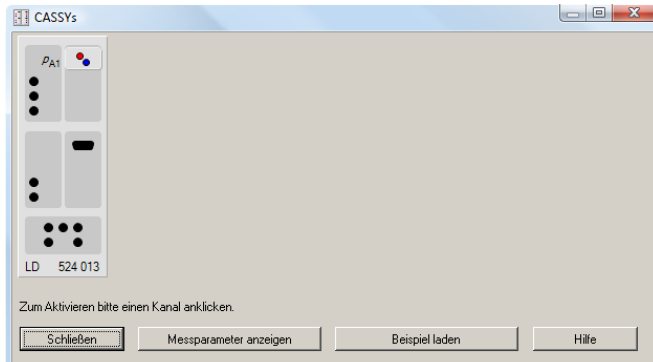 CASSYs
pA1
LD 524 013
Zum Aktivieren bitte einen Kanal anklicken.
Schließen Messparameter anzeigen Beispiel laden Hilfe